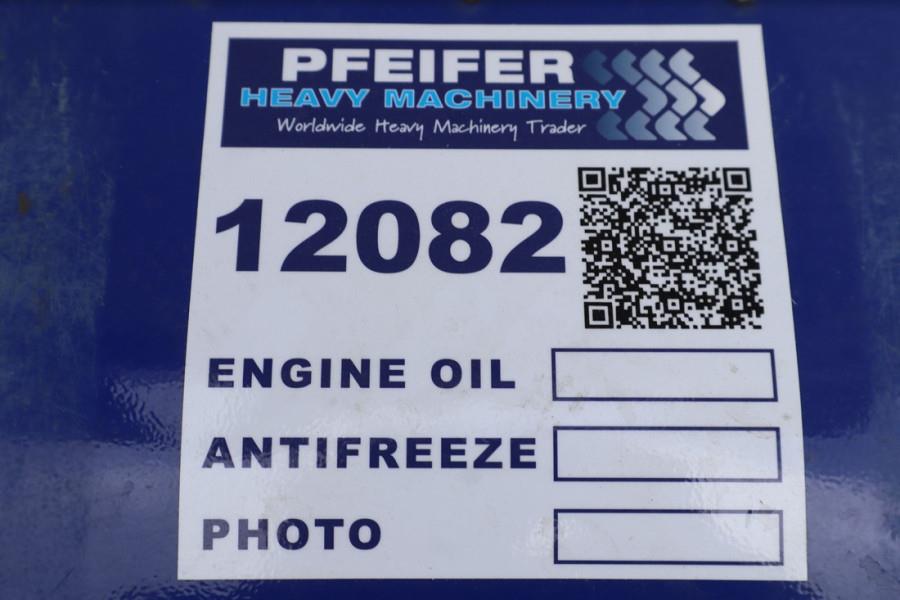 PFEIFER
HEAVY MACHINERY
Worldwide Heavy Machinery Trader
12082
ENGINE OIL
ANTIFREEZE
PHOTO